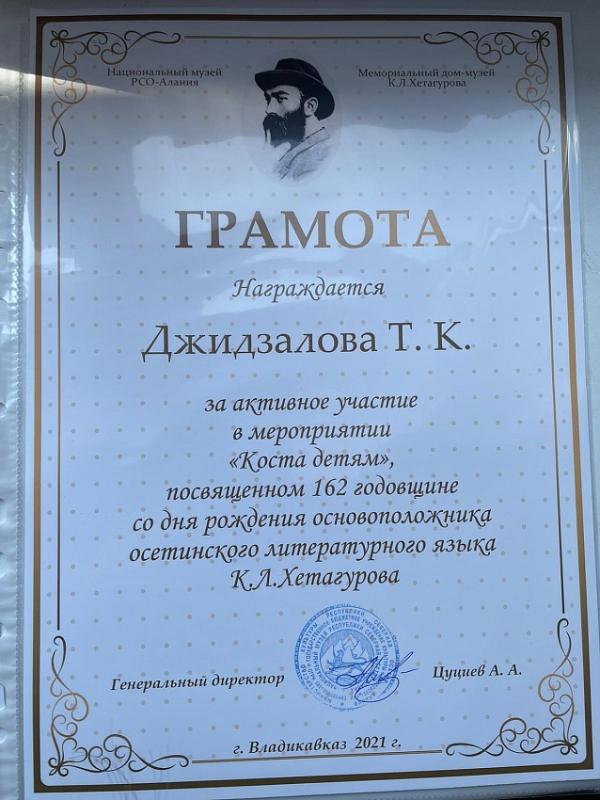 Национальный музей
РСО-Алания
Мемориальный дом-музей
К.Л.Хетагурова
ГРАМОТА
Награждается
Джидзалова Т. К.
за активное участие
в мероприятии
«Коста детям»,
посвященном 162 годовщине
со дня рождения основоположника
осетинского литературного языка
К.Л.Хетагурова
Генеральный директор
Цуциев А. А.
г. Владикавказ 2021 г.